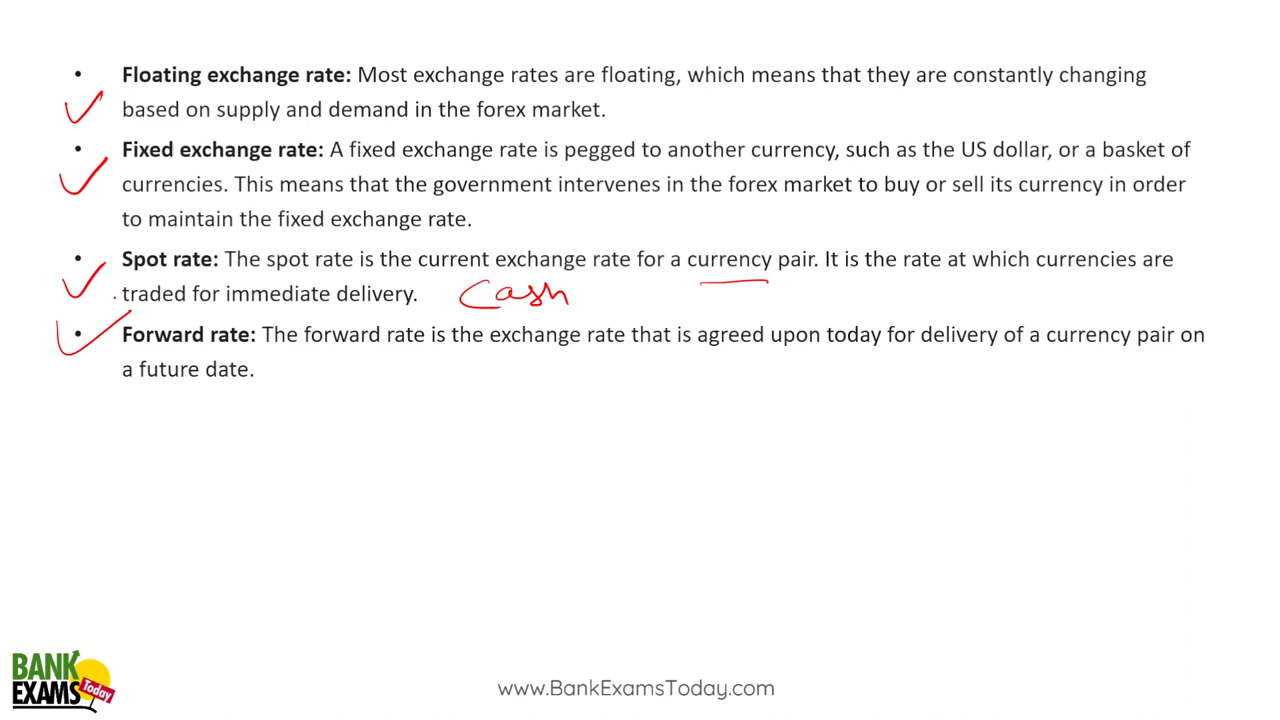 • Floating exchange rate: Most exchange rates are floating, which means that they are constantly changing
based on supply and demand in the forex market.
• Fixed exchange rate: A fixed exchange rate is pegged to another currency, such as the US dollar, or a basket of
currencies. This means that the government intervenes in the forex market to buy or sell its currency in order
to maintain the fixed exchange rate.
• Spot rate: The spot rate is the current exchange rate for a currency pair. It is the rate at which currencies are
traded for immediate delivery. Cash
• Forward rate: The forward rate is the exchange rate that is agreed upon today for delivery of a currency pair on
a future date.
BANK
EXAMS Today
www.BankExamsToday.com